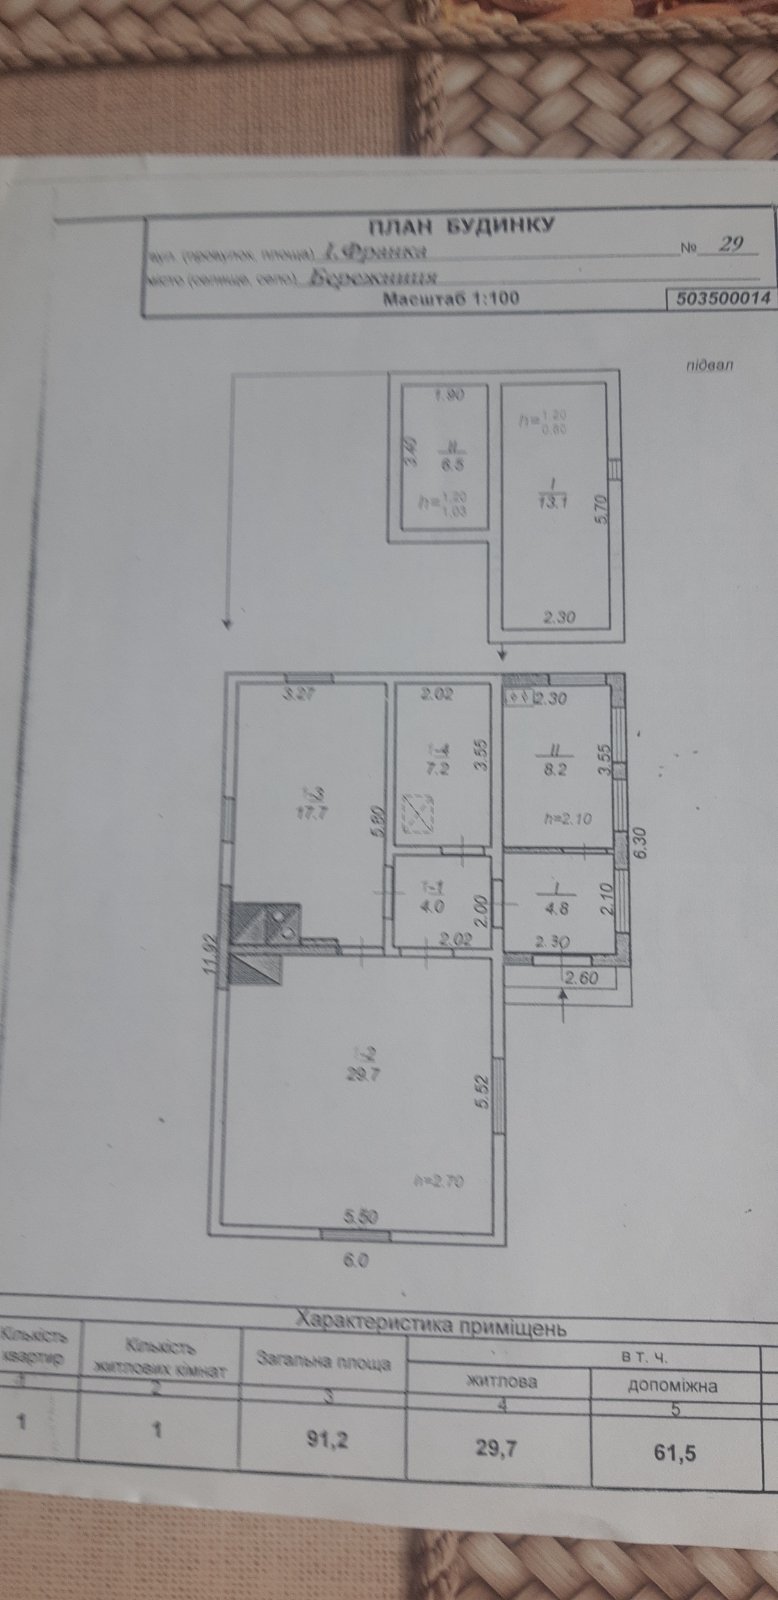 ПЛАН БУДИНКУ
вул. (провулок, площа) І.Франка № 29
місто (селище, село) Бережниця
Масштаб 1:100 503500014
підвал
1.90
h=1.20
0.80
3.40
II
6.5
I
13.1
h=1.20
1.03
5.70
2.30
3.27 2.02 2.30
1-4
7.2
3.55
II
8.2
3.55
1-3
17.7
5.80
h=2.10
6.30
1-1
4.0
2.00
I
4.8
2.10
2.02 2.30
11.92
2.60
1-2
29.7
5.52
h=2.70
5.50
6.0
Характеристика приміщень
Кількість квартир Кількість житлових кімнат Загальна площа в т. ч.
житлова допоміжна
1 2 3 4 5
1 1 91,2 29,7 61,5